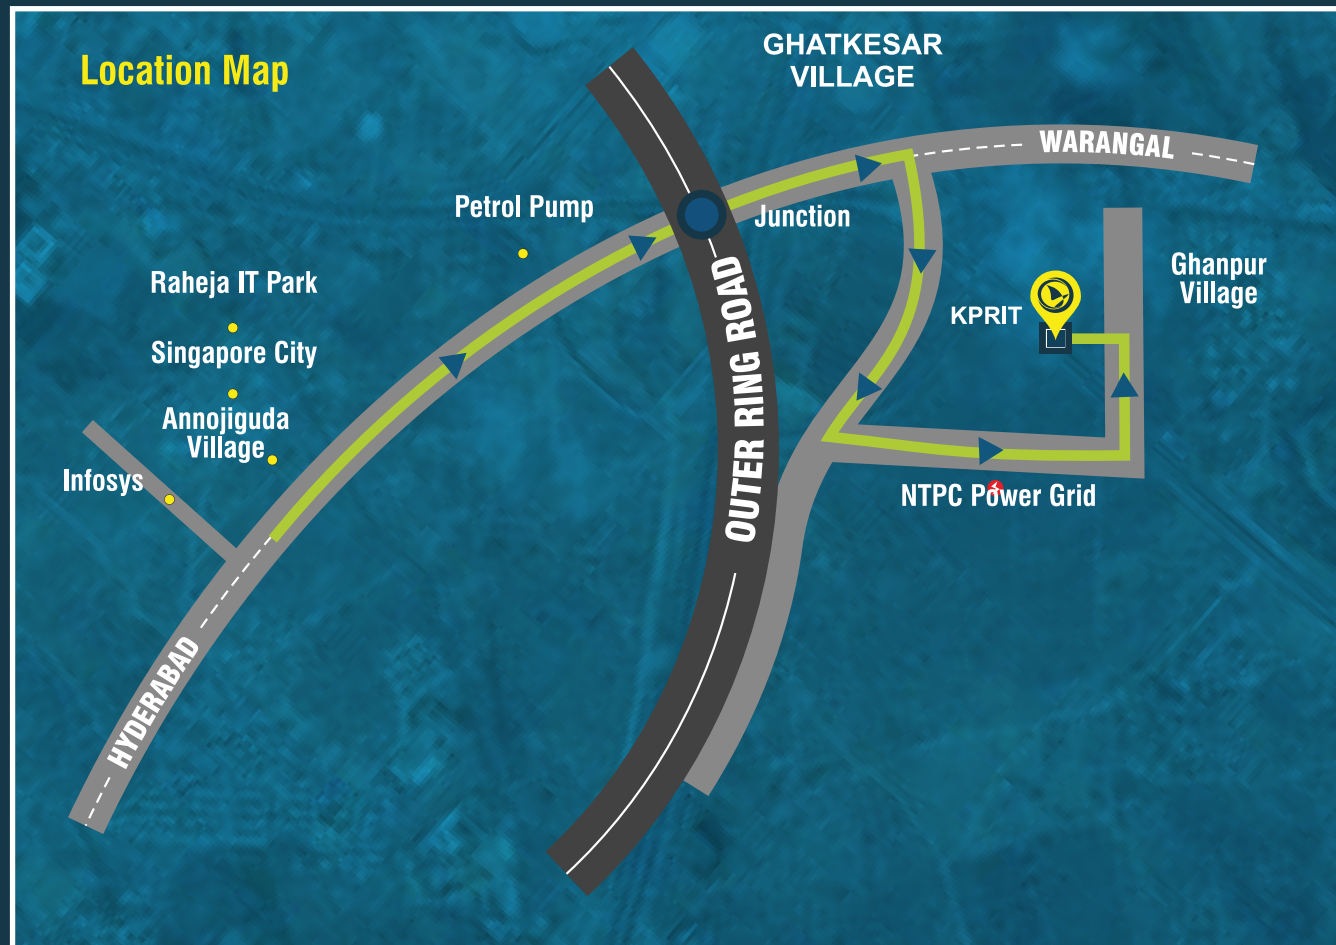 Location Map
GHATKESAR
VILLAGE
WARANGAL
Petrol Pump
Junction
Raheja IT Park
Ghanpur
Village
KPRIT
Singapore City
Annojiguda
Village
Infosys
OUTER RING ROAD
NTPC Power Grid
HYDERABAD